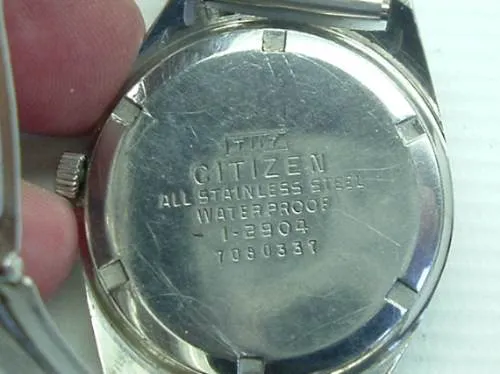 CITIZEN
ALL STAINLESS STEEL
WATERPROOF
1-2904
7080337